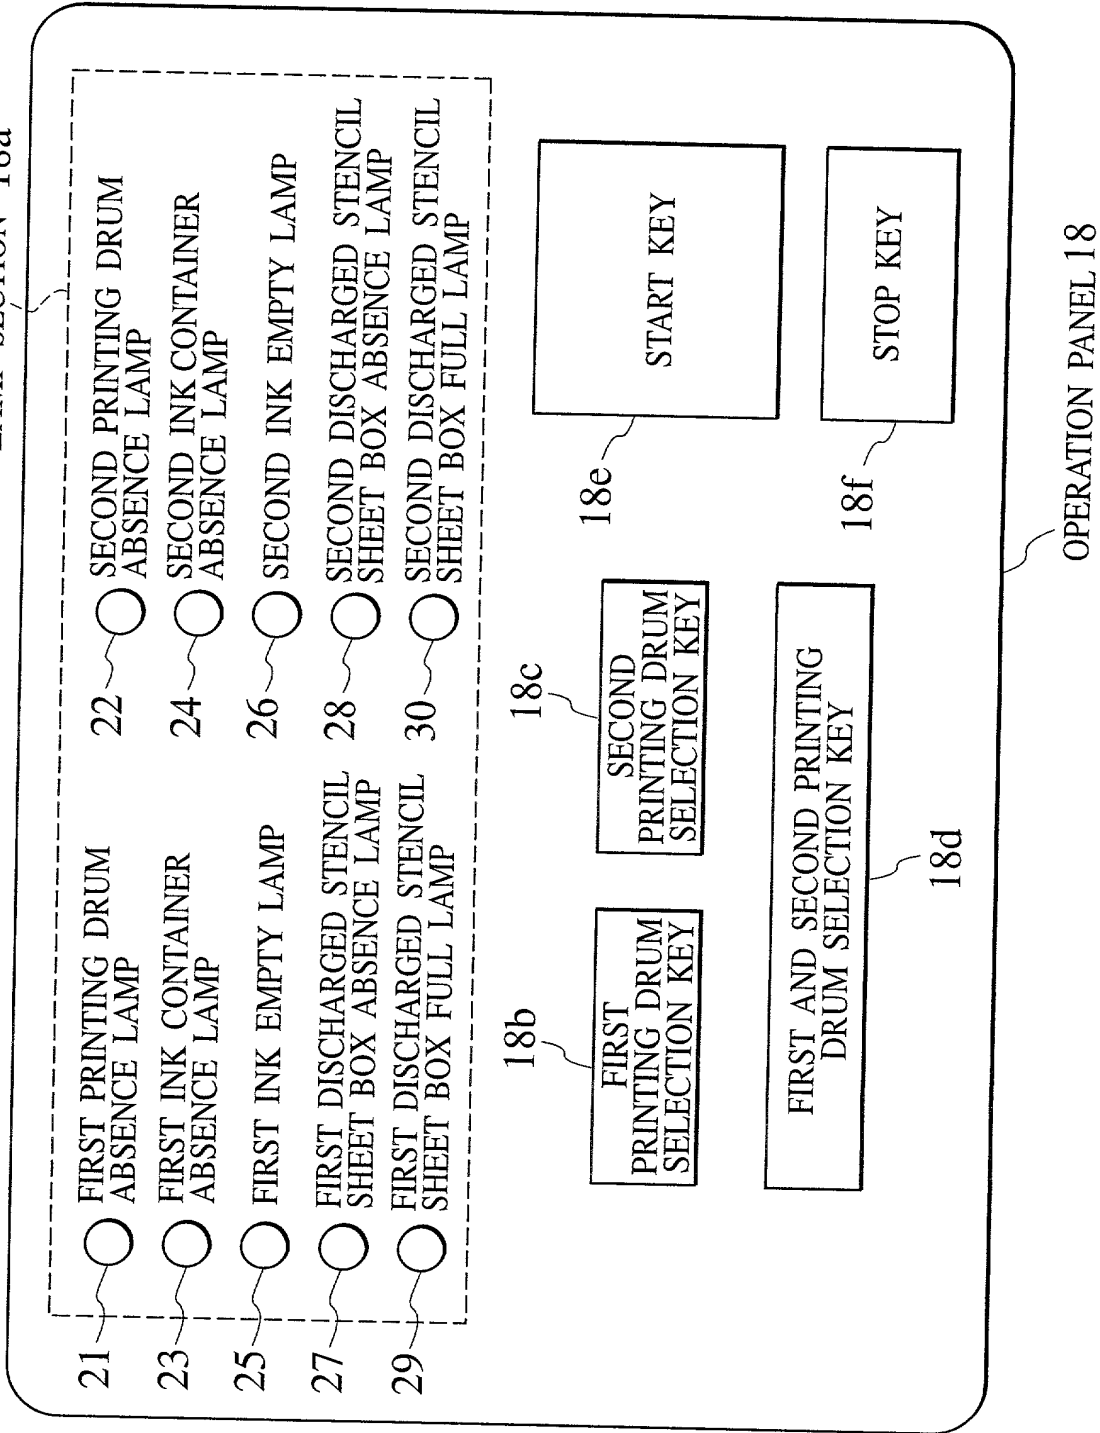 LAMP SECTION 18a
21
FIRST PRINTING DRUM
ABSENCE LAMP
22
SECOND PRINTING DRUM
ABSENCE LAMP
23
FIRST INK CONTAINER
ABSENCE LAMP
24
SECOND INK CONTAINER
ABSENCE LAMP
25
FIRST INK EMPTY LAMP
26
SECOND INK EMPTY LAMP
27
FIRST DISCHARGED STENCIL
SHEET BOX ABSENCE LAMP
28
SECOND DISCHARGED STENCIL
SHEET BOX ABSENCE LAMP
29
FIRST DISCHARGED STENCIL
SHEET BOX FULL LAMP
30
SECOND DISCHARGED STENCIL
SHEET BOX FULL LAMP
18b
FIRST
PRINTING DRUM
SELECTION KEY
18c
SECOND
PRINTING DRUM
SELECTION KEY
18e
START KEY
FIRST AND SECOND PRINTING
DRUM SELECTION KEY
18d
STOP KEY
18f
OPERATION PANEL 18